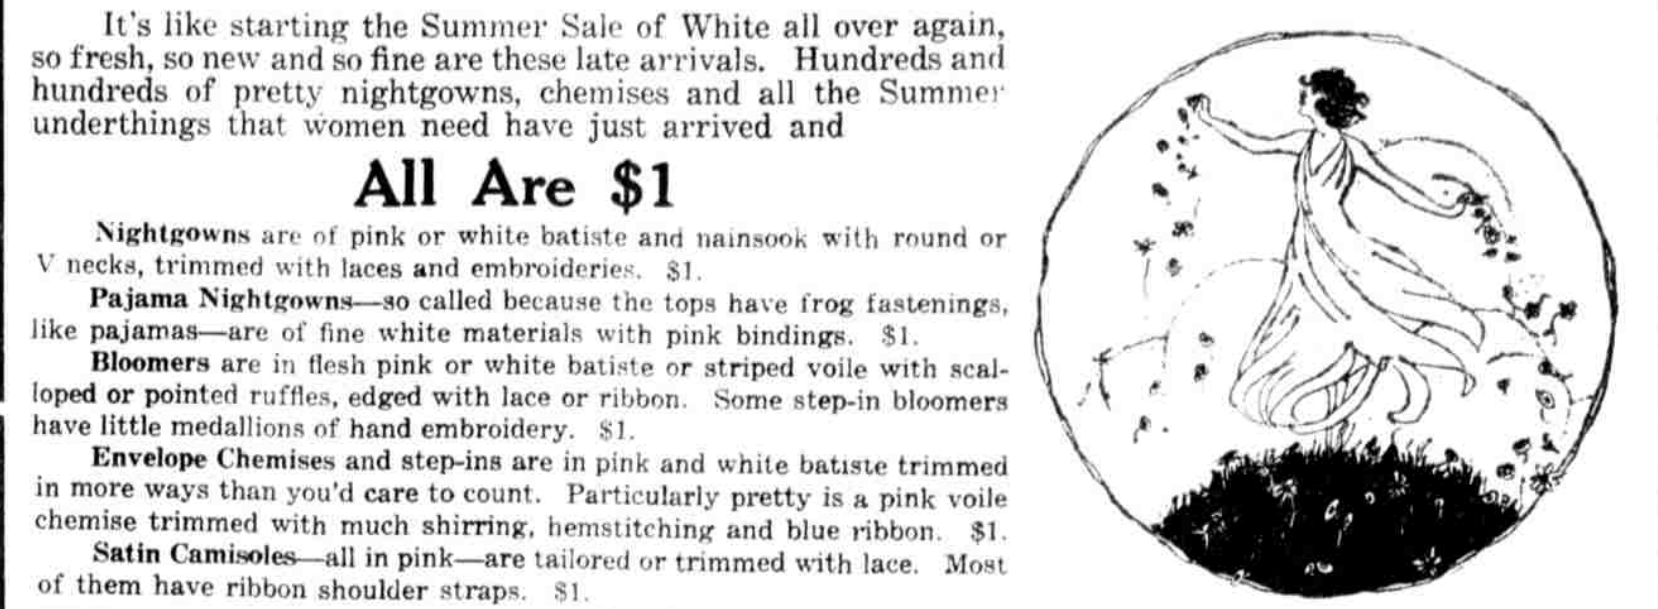 It's like starting the Summer Sale of White all over again,
so fresh, so new and so fine are these late arrivals. Hundreds and
hundreds of pretty nightgowns, chemises and all the Summer
underthings that women need have just arrived and
All Are $1
Nightgowns are of pink or white batiste and nainsook with round or
V necks, trimmed with laces and embroideries. $1.
Pajama Nightgowns—so called because the tops have frog fastenings,
like pajamas—are of fine white materials with pink bindings. $1.
Bloomers are in flesh pink or white batiste or striped voile with scal-
loped or pointed ruffles, edged with lace or ribbon. Some step-in bloomers
have little medallions of hand embroidery. $1.
Envelope Chemises and step-ins are in pink and white batiste trimmed
in more ways than you'd care to count. Particularly pretty is a pink voile
chemise trimmed with much shirring, hemstitching and blue ribbon. $1.
Satin Camisoles—all in pink—are tailored or trimmed with lace. Most
of them have ribbon shoulder straps. $1.